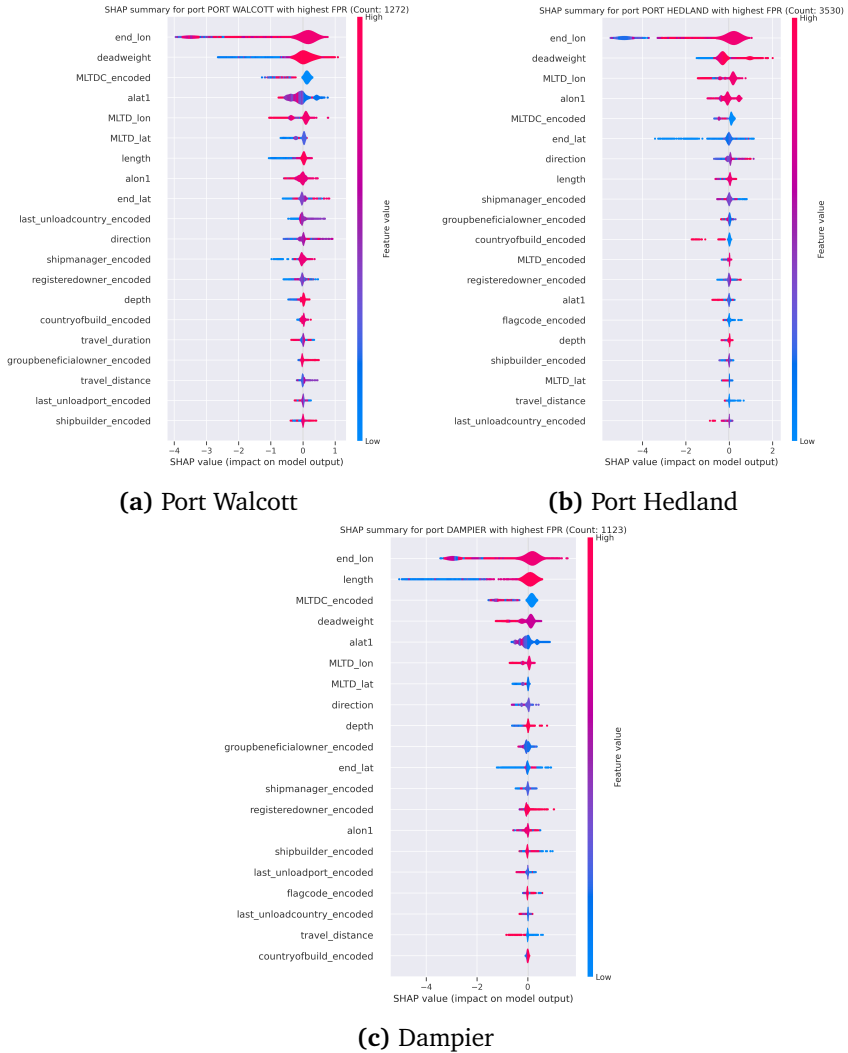 SHAP summary for port PORT WALCOTT with highest FPR (Count: 1272)
High
end_lon
deadweight
MLTDC_encoded
alat1
MLTD_lon
MLTD_lat
length
alon1
end_lat
last_unloadcountry_encoded
direction
shipmanager_encoded
registeredowner_encoded
depth
countryofbuild_encoded
travel_duration
groupbeneficialowner_encoded
travel_distance
last_unloadport_encoded
shipbuilder_encoded
Feature value
Low
−4 −3 −2 −1 0 1
SHAP value (impact on model output)
(a) Port Walcott
SHAP summary for port PORT HEDLAND with highest FPR (Count: 3530)
High
end_lon
deadweight
MLTD_lon
alon1
MLTDC_encoded
end_lat
direction
length
shipmanager_encoded
groupbeneficialowner_encoded
countryofbuild_encoded
MLTD_encoded
registeredowner_encoded
alat1
flagcode_encoded
depth
shipbuilder_encoded
MLTD_lat
travel_distance
last_unloadcountry_encoded
Feature value
Low
−4 −2 0 2
SHAP value (impact on model output)
(b) Port Hedland
SHAP summary for port DAMPIER with highest FPR (Count: 1123)
High
end_lon
length
MLTDC_encoded
deadweight
alat1
MLTD_lon
MLTD_lat
direction
depth
groupbeneficialowner_encoded
end_lat
shipmanager_encoded
registeredowner_encoded
alon1
shipbuilder_encoded
last_unloadport_encoded
flagcode_encoded
last_unloadcountry_encoded
travel_distance
countryofbuild_encoded
Feature value
Low
−4 −2 0
SHAP value (impact on model output)
(c) Dampier